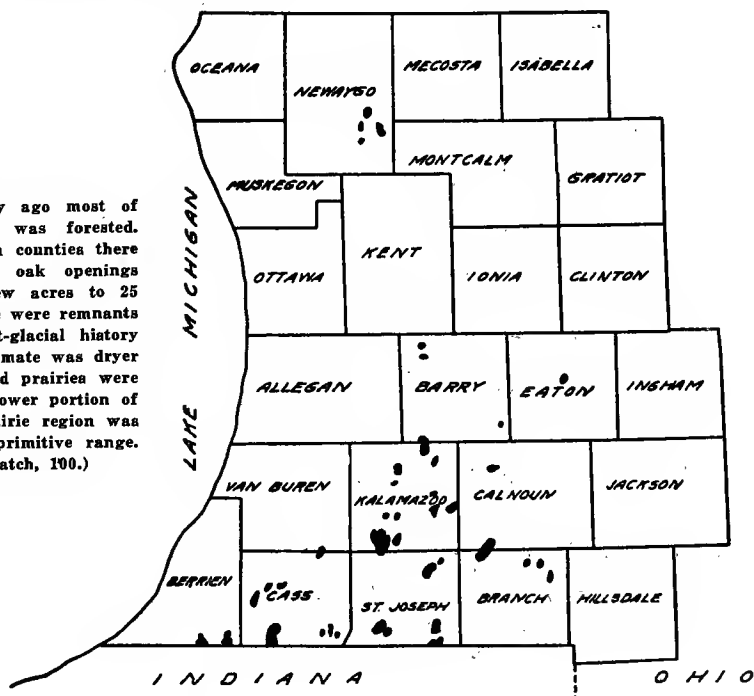 y ago most of
was forested.
n counties there
oak openings
ew acres to 25
e were remnants
t-glacial hiatory
mate was dryer
d prairiea were
ower portion of
irie region was
primitive range.
atch, 100.)
OCEANA
NEWAYGO
MECOSTA
ISABELLA
MUSKEGON
MONTCALM
GRATIOT
OTTAWA
KENT
IONIA
CLINTON
LAKE MICHIGAN
ALLEGAN
BARRY
EATON
INGHAM
VAN BUREN
KALAMAZOO
CALHOUN
JACKSON
BERRIEN
CASS
ST. JOSEPH
BRANCH
HILLSDALE
INDIANA
OHIO